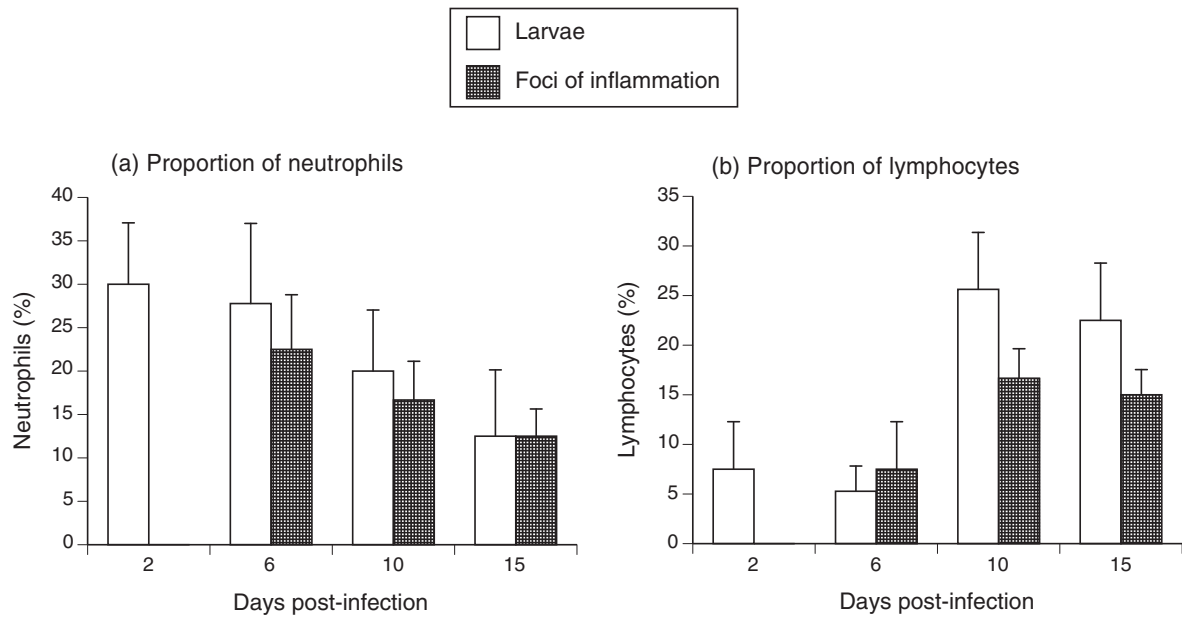 Larvae
Foci of inflammation
(a) Proportion of neutrophils
40
35
30
25
20
15
10
5
0
Neutrophils (%)
2 6 10 15
Days post-infection
(b) Proportion of lymphocytes
35
30
25
20
15
10
5
0
Lymphocytes (%)
2 6 10 15
Days post-infection